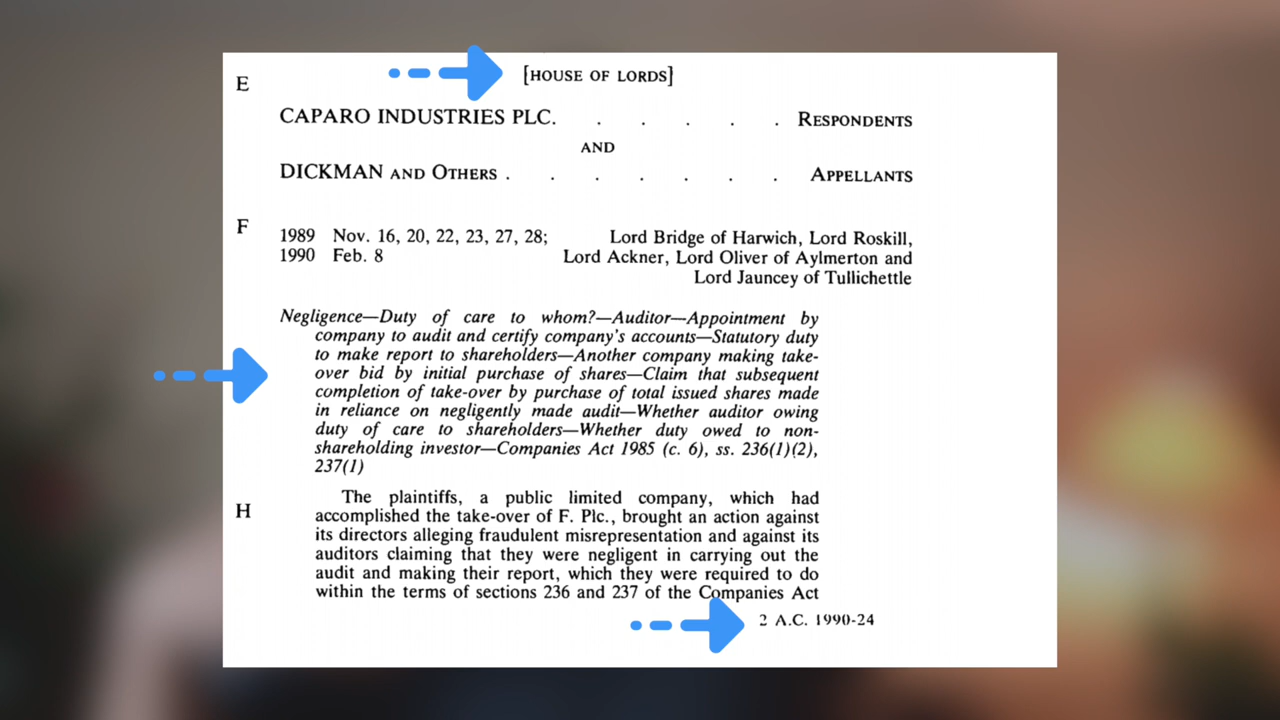 E
[HOUSE OF LORDS]
CAPARO INDUSTRIES PLC. . . . . . RESPONDENTS
AND
DICKMAN AND OTHERS . . . . . . . APPELLANTS
F
1989 Nov. 16, 20, 22, 23, 27, 28; Lord Bridge of Harwich, Lord Roskill,
1990 Feb. 8 Lord Ackner, Lord Oliver of Aylmerton and
Lord Jauncey of Tullichettle
Negligence—Duty of care to whom?—Auditor—Appointment by
company to audit and certify company's accounts—Statutory duty
to make report to shareholders—Another company making take-
over bid by initial purchase of shares—Claim that subsequent
completion of take-over by purchase of total issued shares made
in reliance on negligently made audit—Whether auditor owing
duty of care to shareholders—Whether duty owed to non-
shareholding investor—Companies Act 1985 (c. 6), ss. 236(1)(2),
237(1)
H The plaintiffs, a public limited company, which had
accomplished the take-over of F. Plc., brought an action against
its directors alleging fraudulent misrepresentation and against its
auditors claiming that they were negligent in carrying out the
audit and making their report, which they were required to do
within the terms of sections 236 and 237 of the Companies Act
2 A.C. 1990-24